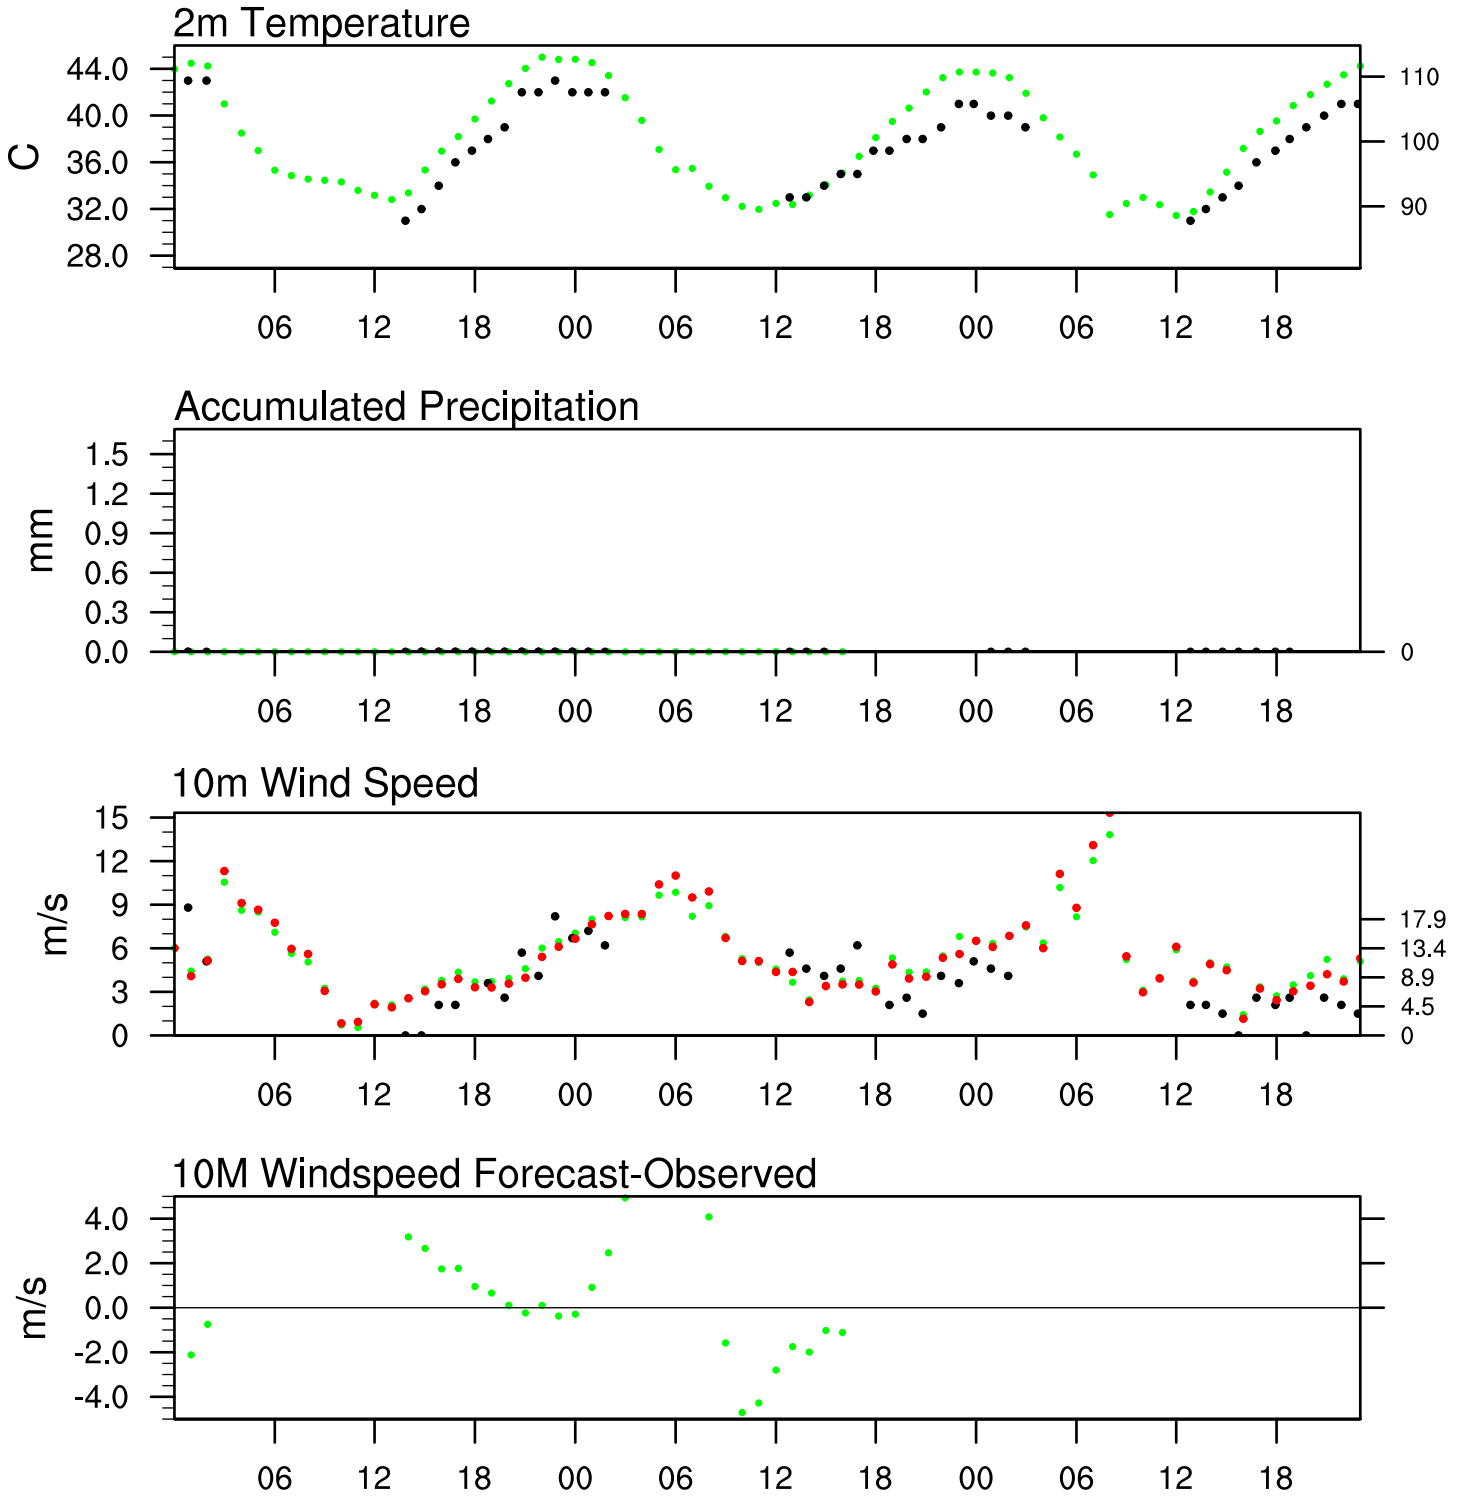 2m Temperature
44.0
40.0
36.0
32.0
28.0
C
110
100
90
06 12 18 00 06 12 18 00 06 12 18
Accumulated Precipitation
1.5
1.2
0.9
0.6
0.3
0.0
mm
0
06 12 18 00 06 12 18 00 06 12 18
10m Wind Speed
15
12
9
6
3
0
m/s
17.9
13.4
8.9
4.5
0
06 12 18 00 06 12 18 00 06 12 18
10M Windspeed Forecast-Observed
4.0
2.0
0.0
-2.0
-4.0
m/s
06 12 18 00 06 12 18 00 06 12 18